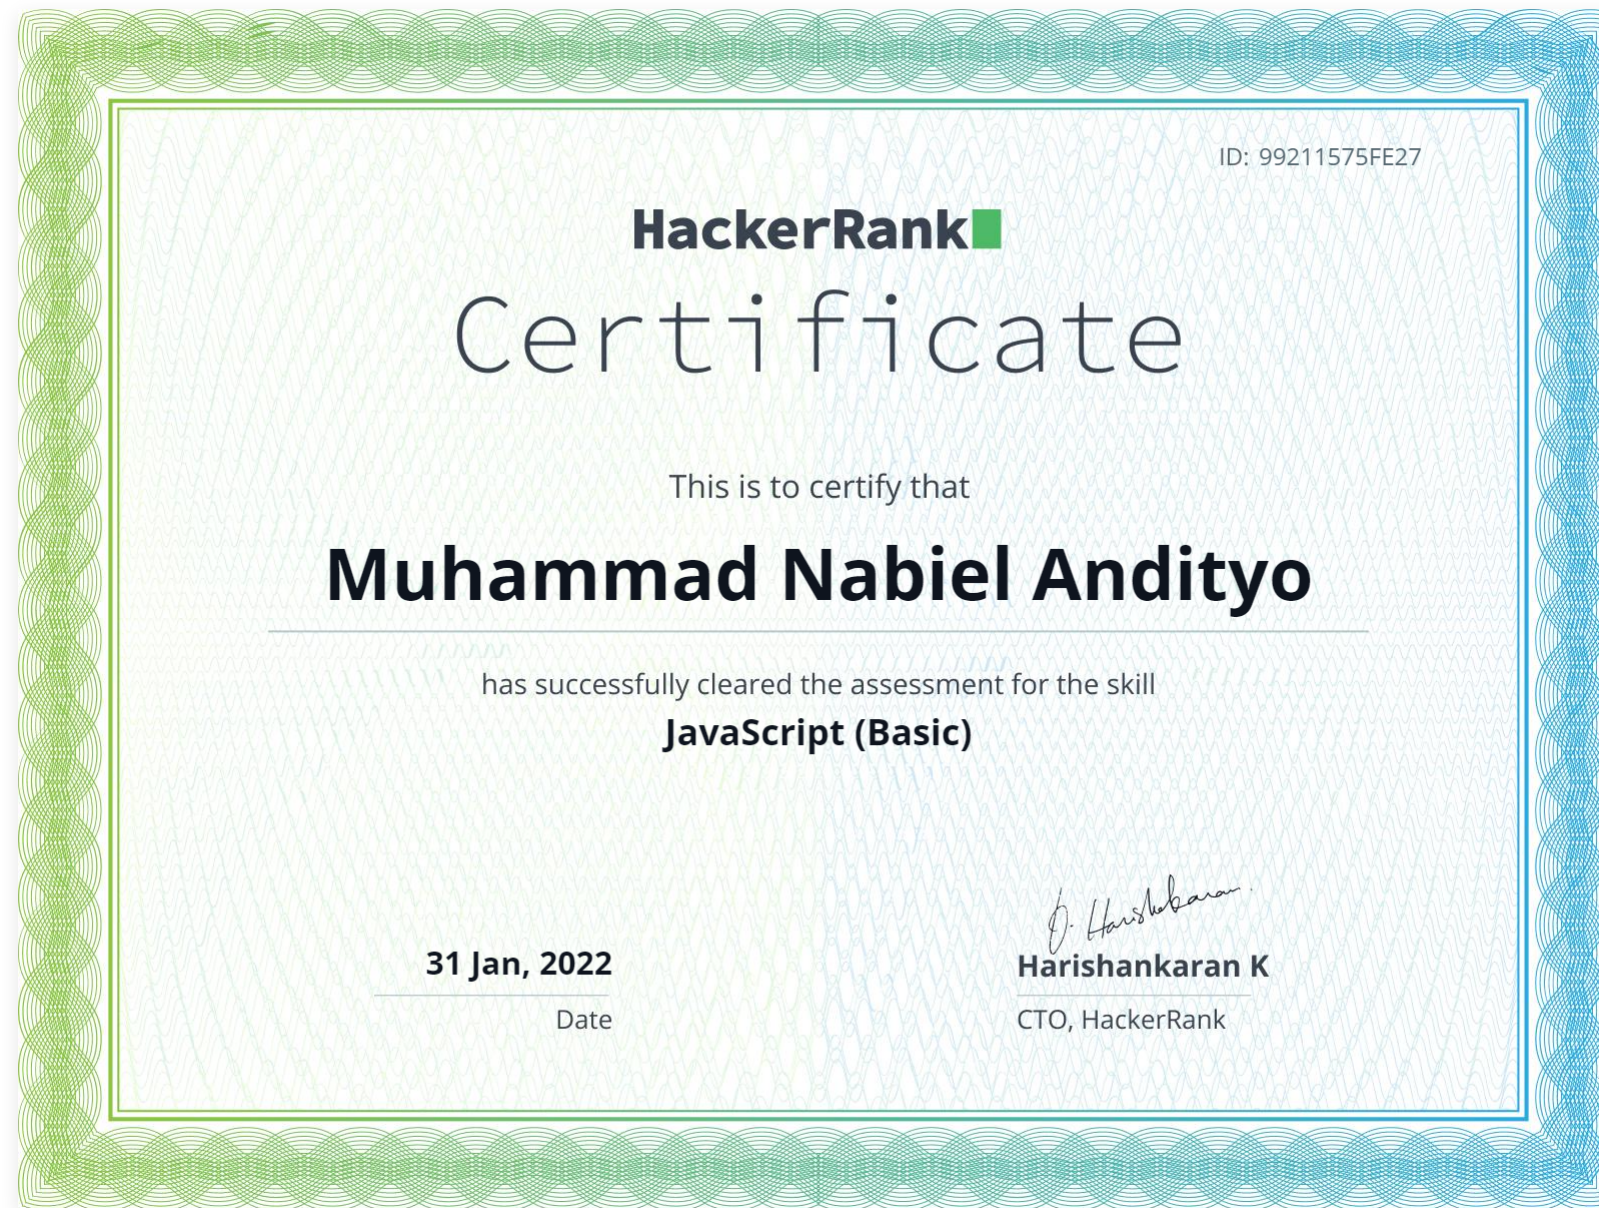 ID: 99211575FE27
HackerRank
Certificate
This is to certify that
Muhammad Nabiel Andityo
has successfully cleared the assessment for the skill
JavaScript (Basic)
31 Jan, 2022
Date
Harishankaran K
CTO, HackerRank